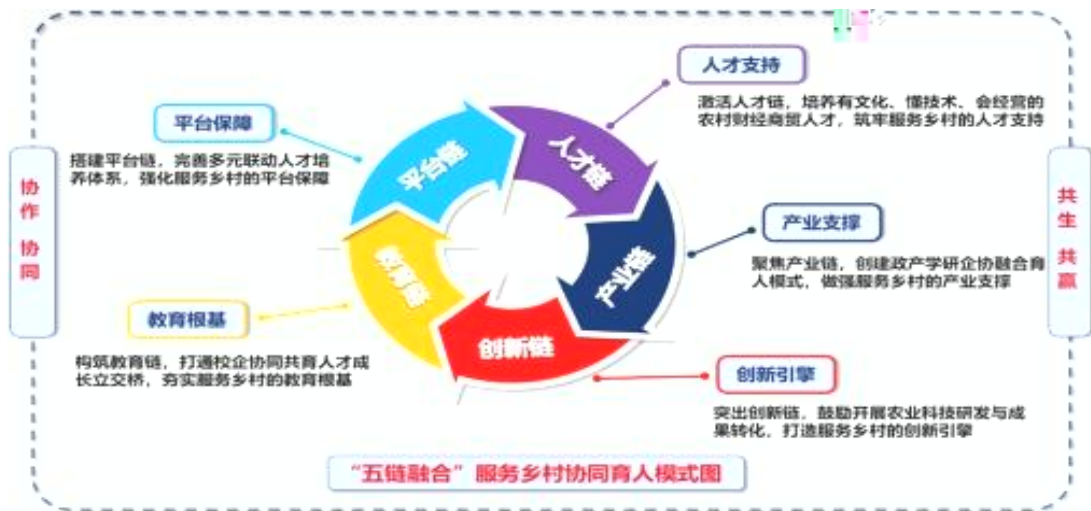 人才支持
激活人才链，培养有文化、懂技术、会经营的
农村财经商贸人才，筑牢服务乡村的人才支持
平台保障
搭建平台链，完善多元联动人才培
养体系，强化服务乡村的平台保障
平台链
人才链
产业链
创新链
教育链
协作 协同
共生 共赢
产业支撑
聚焦产业链，创建政产学研企协融合育
人模式，做强服务乡村的产业支撑
教育根基
构筑教育链，打通校企协同共育人才成
长立交桥，夯实服务乡村的教育根基
创新引擎
突出创新链，鼓励开展农业科技研发与成
果转化，打造服务乡村的创新引擎
“五链融合”服务乡村协同育人模式图